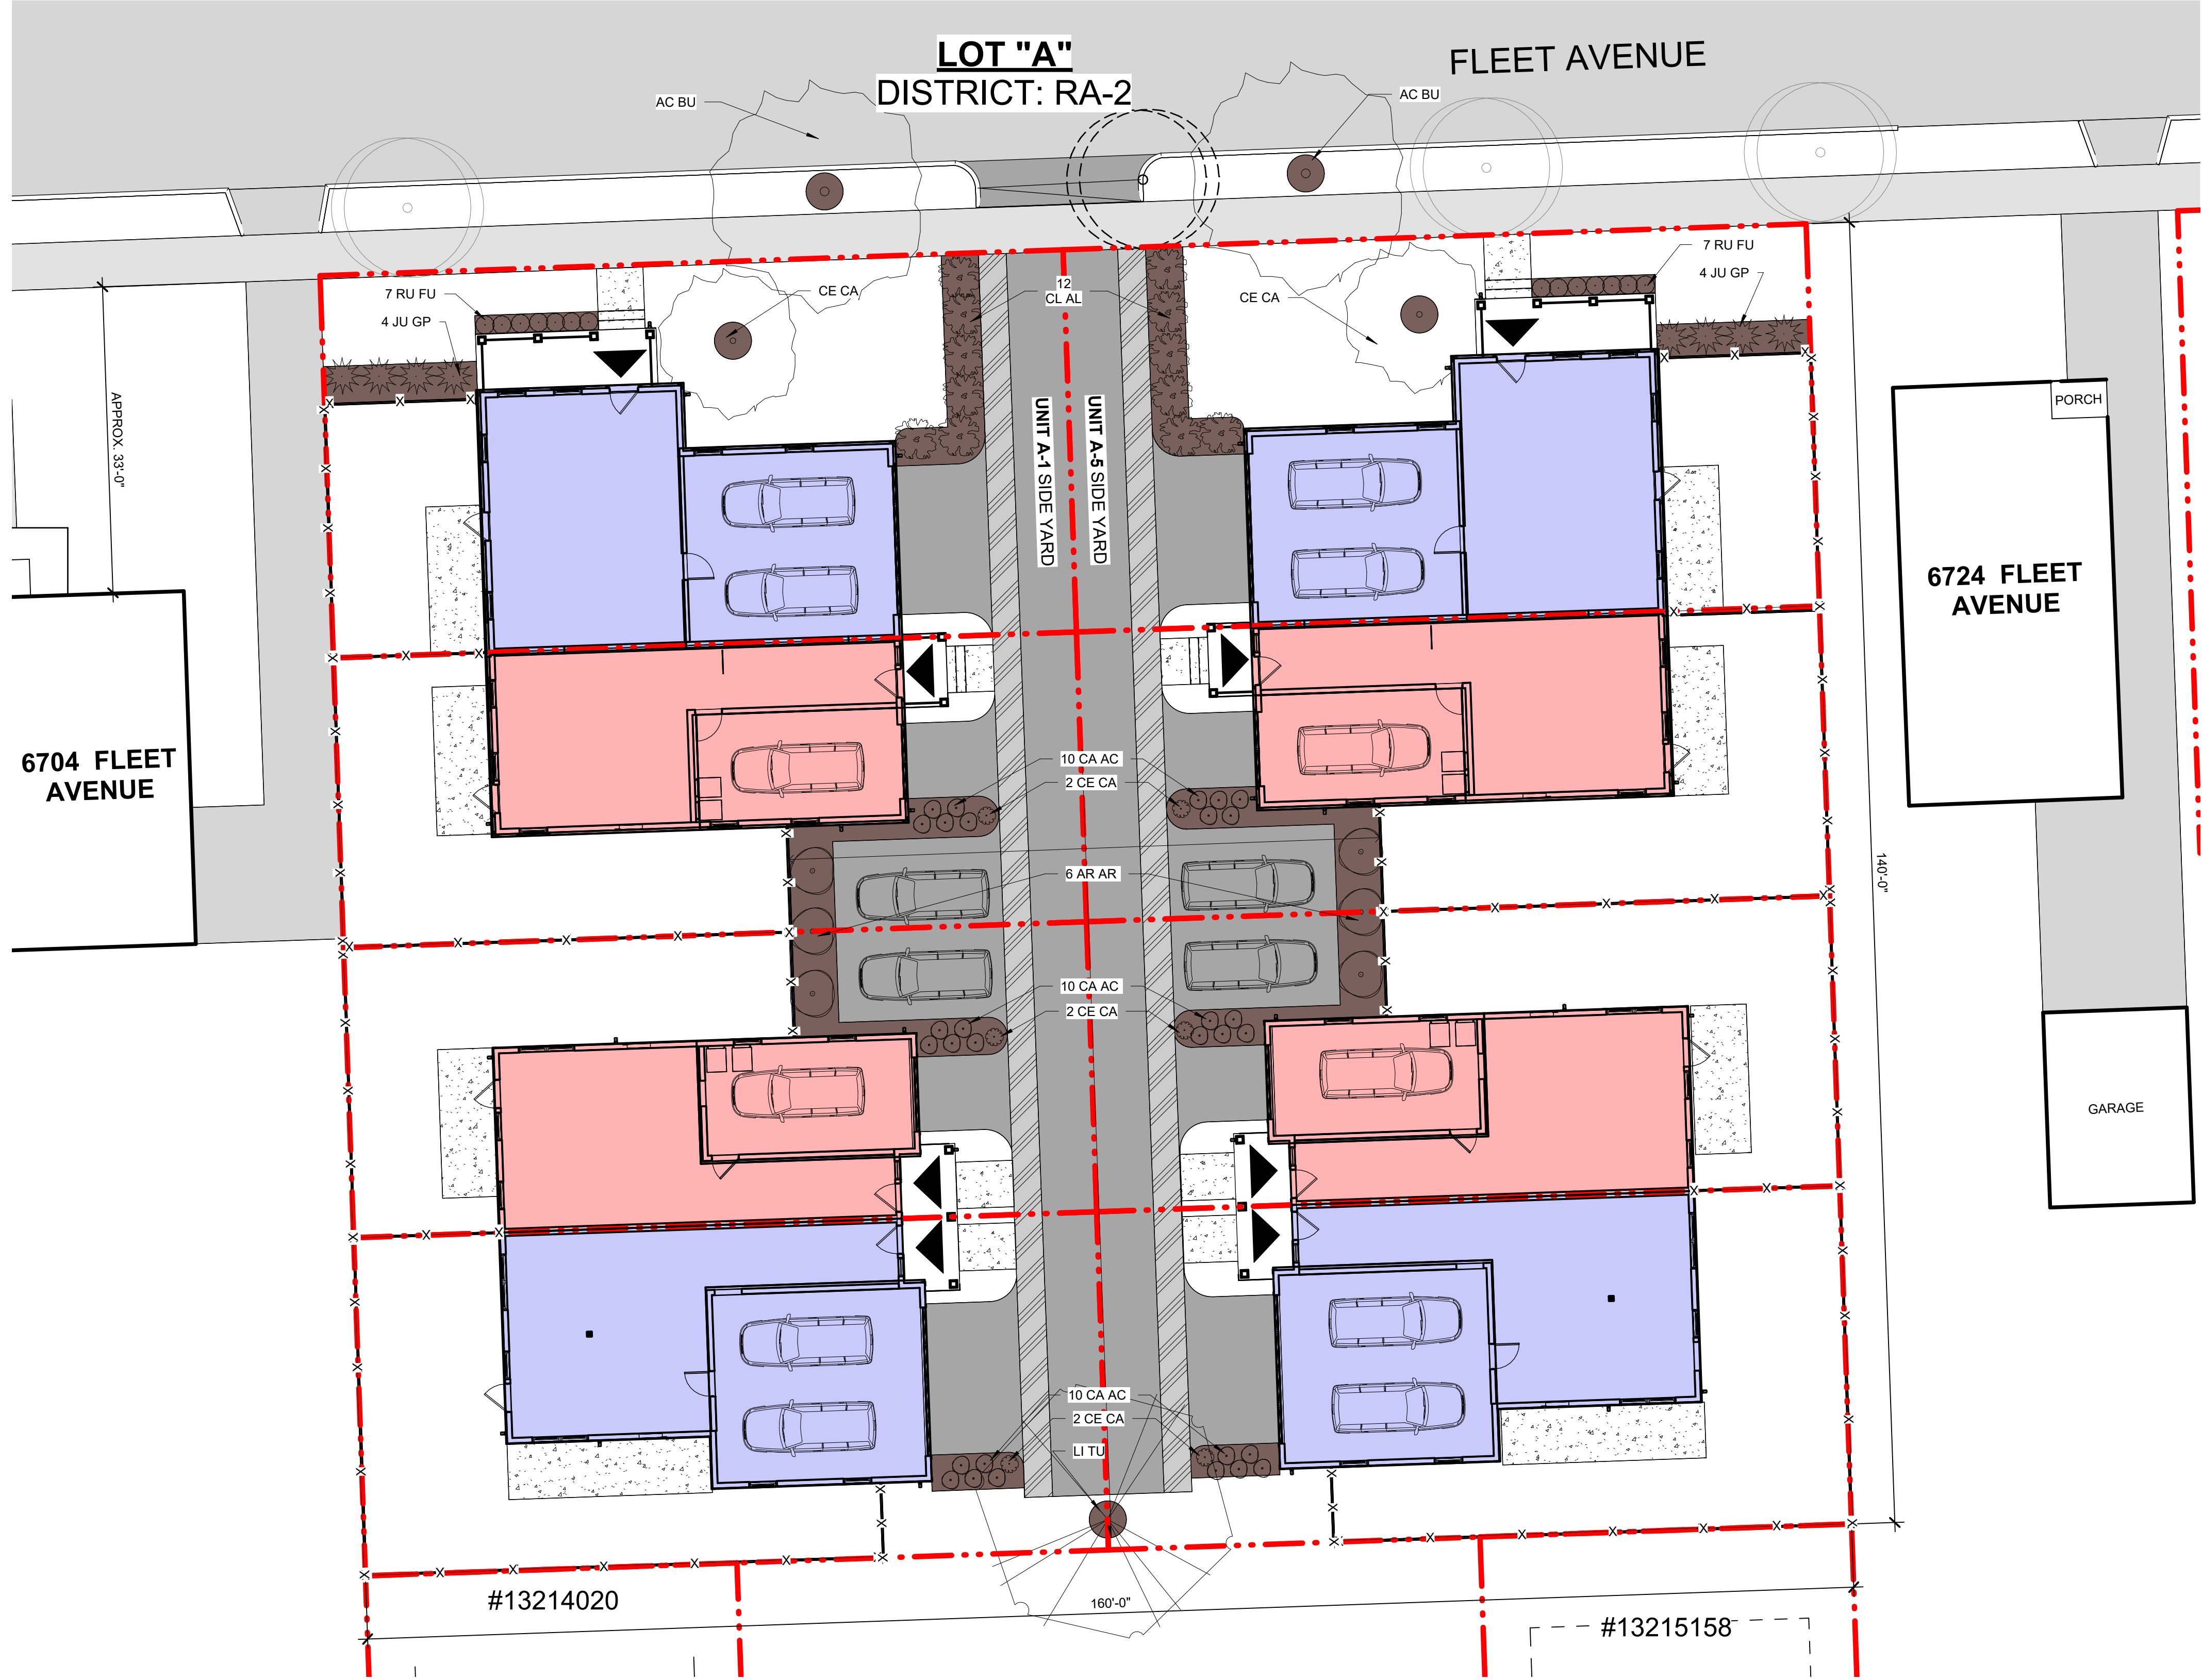 LOT "A"
DISTRICT: RA-2
FLEET AVENUE
AC BU
AC BU
7 RU FU
4 JU GP
CE CA
12
CL AL
CE CA
7 RU FU
4 JU GP
APPROX. 33'-0"
UNIT A-1 SIDE YARD
UNIT A-5 SIDE YARD
PORCH
6724 FLEET
AVENUE
6704 FLEET
AVENUE
10 CA AC
2 CE CA
6 AR AR
140'-0"
10 CA AC
2 CE CA
GARAGE
10 CA AC
2 CE CA
LI TU
#13214020
160'-0"
#13215158